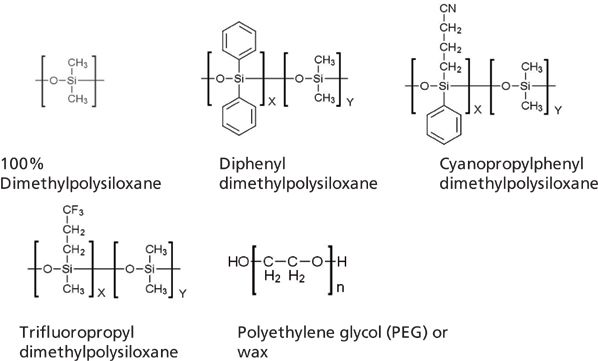 CH₃
O Si
CH₃
100%
Dimethylpolysiloxane
CH₃
O Si O Si
CH₃
X Y
Diphenyl
dimethylpolysiloxane
CN
CH₂
CH₂
CH₂ CH₃
O Si O Si
CH₃
X Y
Cyanopropylphenyl
dimethylpolysiloxane
CF₃
CH₂
CH₂ CH₃
O Si O Si
CH₃ CH₃
X Y
Trifluoropropyl
dimethylpolysiloxane
HO C C O H
H₂ H₂
n
Polyethylene glycol (PEG) or
wax